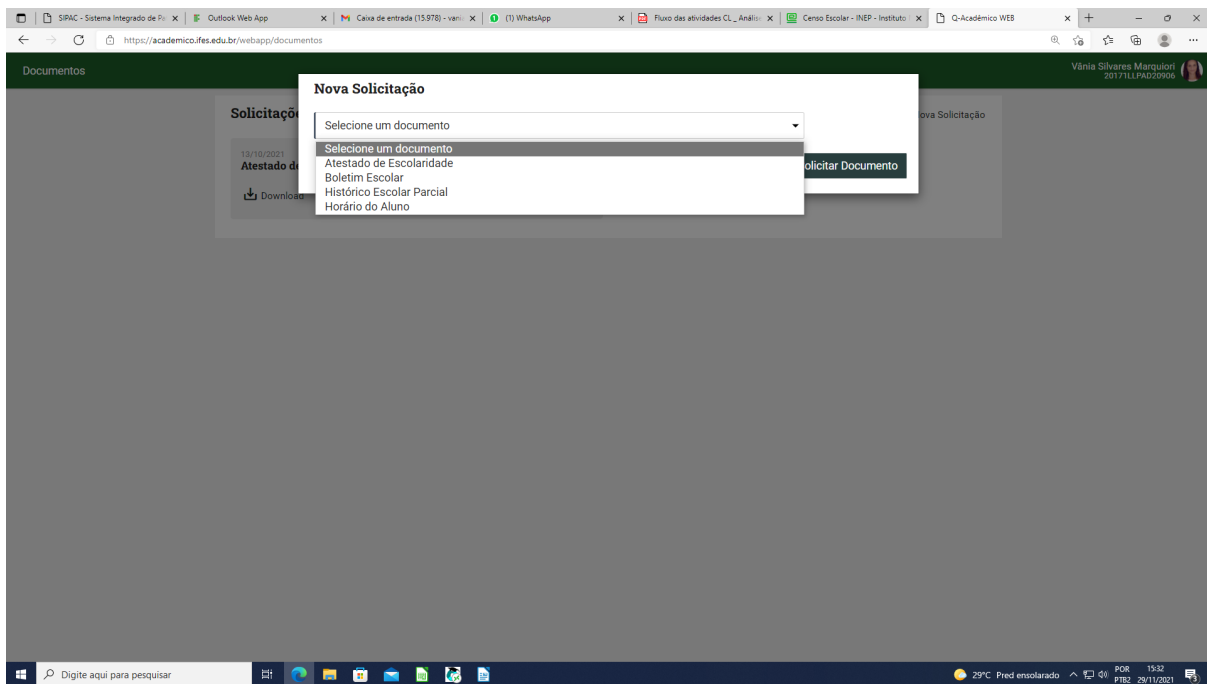 SIPAC - Sistema Integrado de Pa
Outlook Web App
Caixa de entrada (15.978) - vani
(1) WhatsApp
Fluxo das atividades CL _ Análise
Censo Escolar - INEP - Instituto
Q-Acadêmico WEB
https://academico.ifes.edu.br/webapp/documentos
Documentos
Vânia Silvares Marquiori
20171LLPAD20906
Nova Solicitação
Solicitaçõe
ova Solicitação
Selecione um documento
Selecione um documento
Atestado de Escolaridade
Boletim Escolar
Histórico Escolar Parcial
Horário do Aluno
olicitar Documento
13/10/2021
Atestado de
Download
Digite aqui para pesquisar
29°C Pred ensolarado
POR
PTB2
15:32
29/11/2021